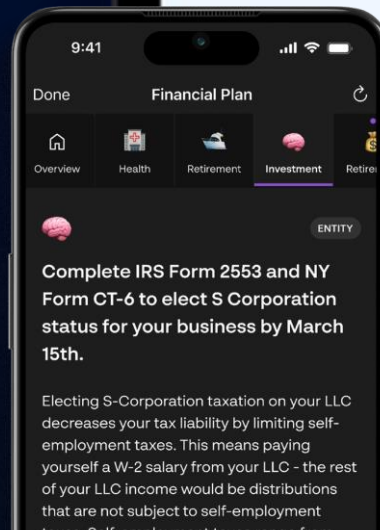 9:41
Done Financial Plan
Overview Health Retirement Investment
ENTITY
Complete IRS Form 2553 and NY
Form CT-6 to elect S Corporation
status for your business by March
15th.
Electing S-Corporation taxation on your LLC
decreases your tax liability by limiting self-
employment taxes. This means paying
yourself a W-2 salary from your LLC - the rest
of your LLC income would be distributions
that are not subject to self-employment